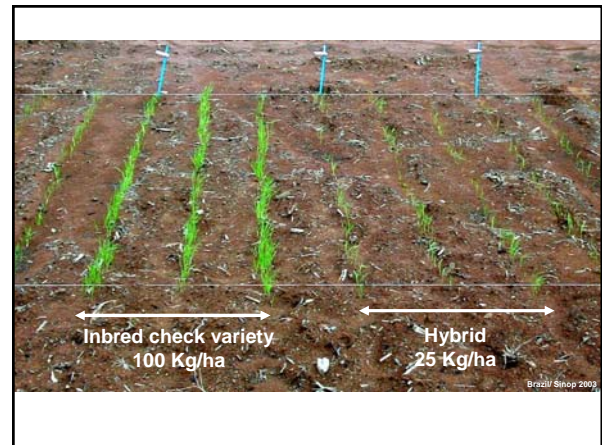 Inbred check variety
100 Kg/ha
Hybrid
25 Kg/ha
Brazil/ Sinop 2003